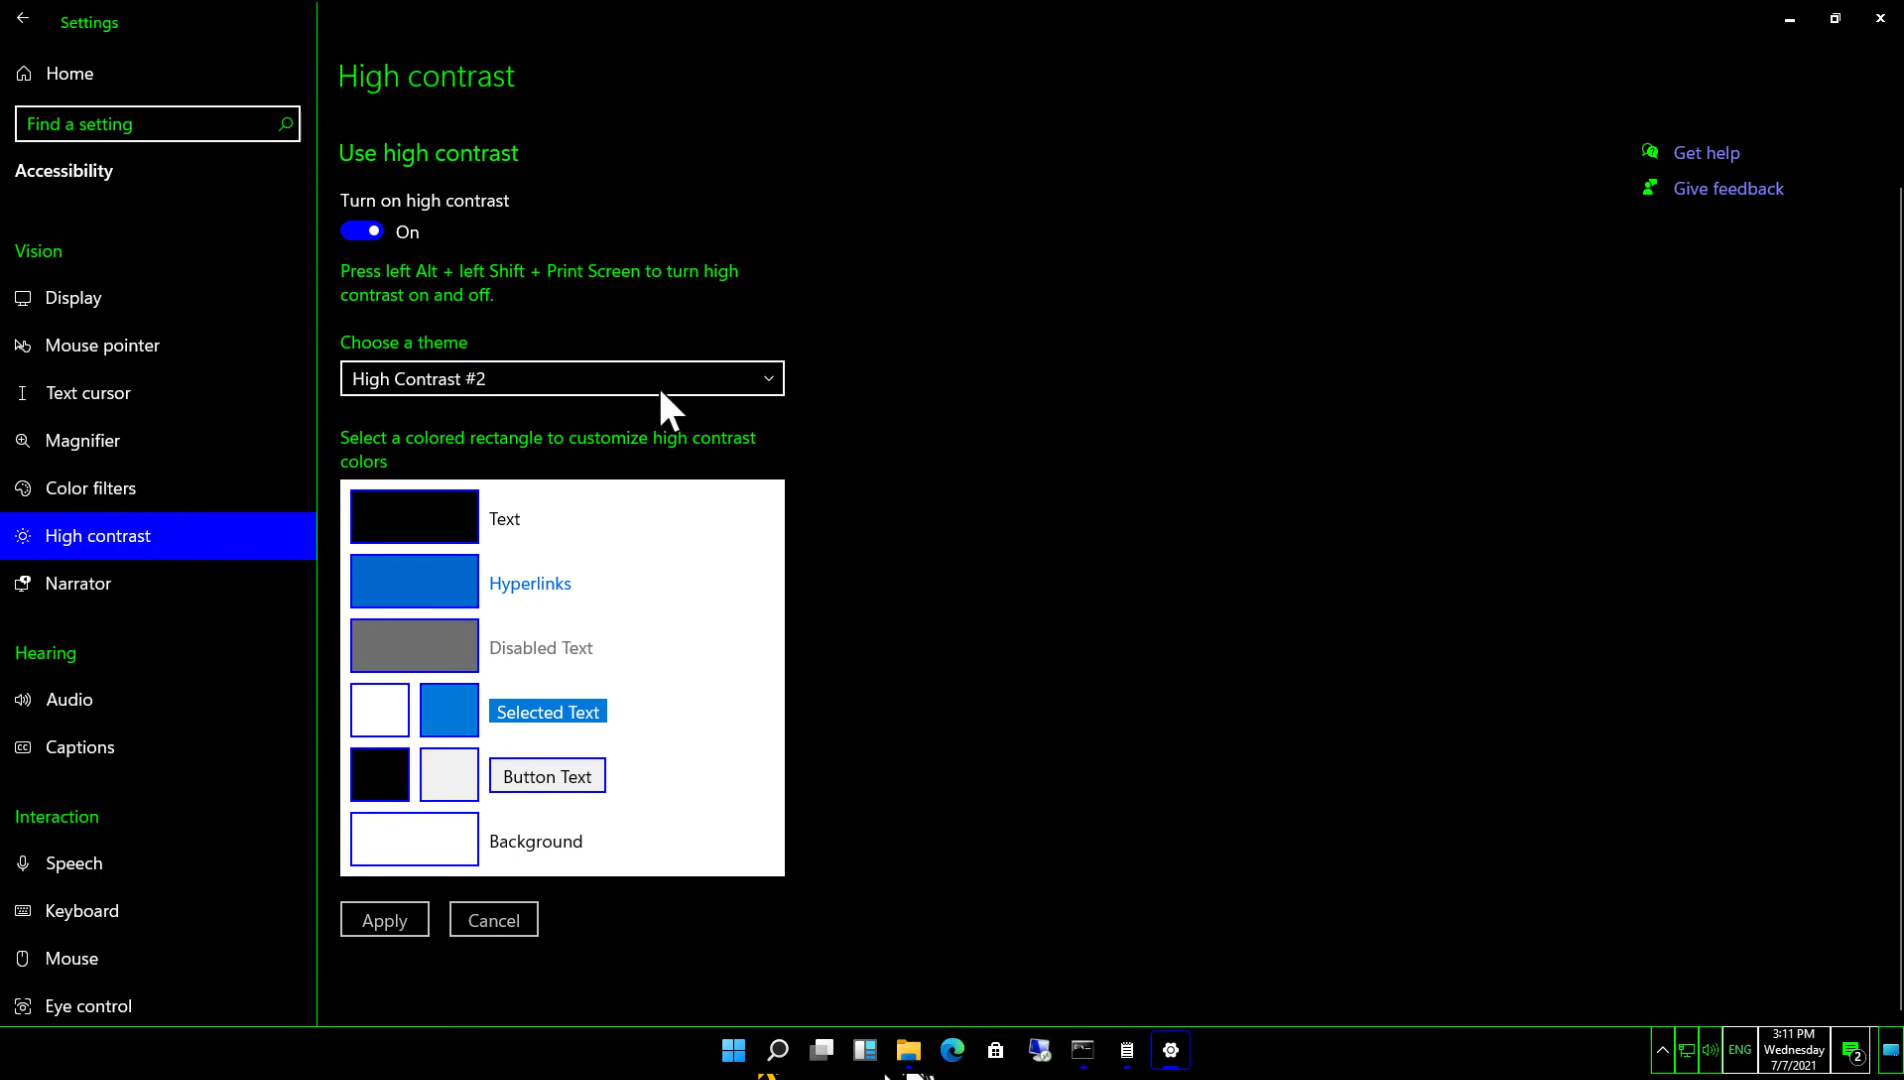 Settings
Home
Find a setting
Accessibility
Vision
Display
Mouse pointer
Text cursor
Magnifier
Color filters
High contrast
Narrator
Hearing
Audio
Captions
Interaction
Speech
Keyboard
Mouse
Eye control
High contrast
Use high contrast
Turn on high contrast
On
Press left Alt + left Shift + Print Screen to turn high
contrast on and off.
Choose a theme
High Contrast #2
Select a colored rectangle to customize high contrast
colors
Text
Hyperlinks
Disabled Text
Selected Text
Button Text
Background
Apply
Cancel
Get help
Give feedback
ENG
3:11 PM
Wednesday
7/7/2021
2